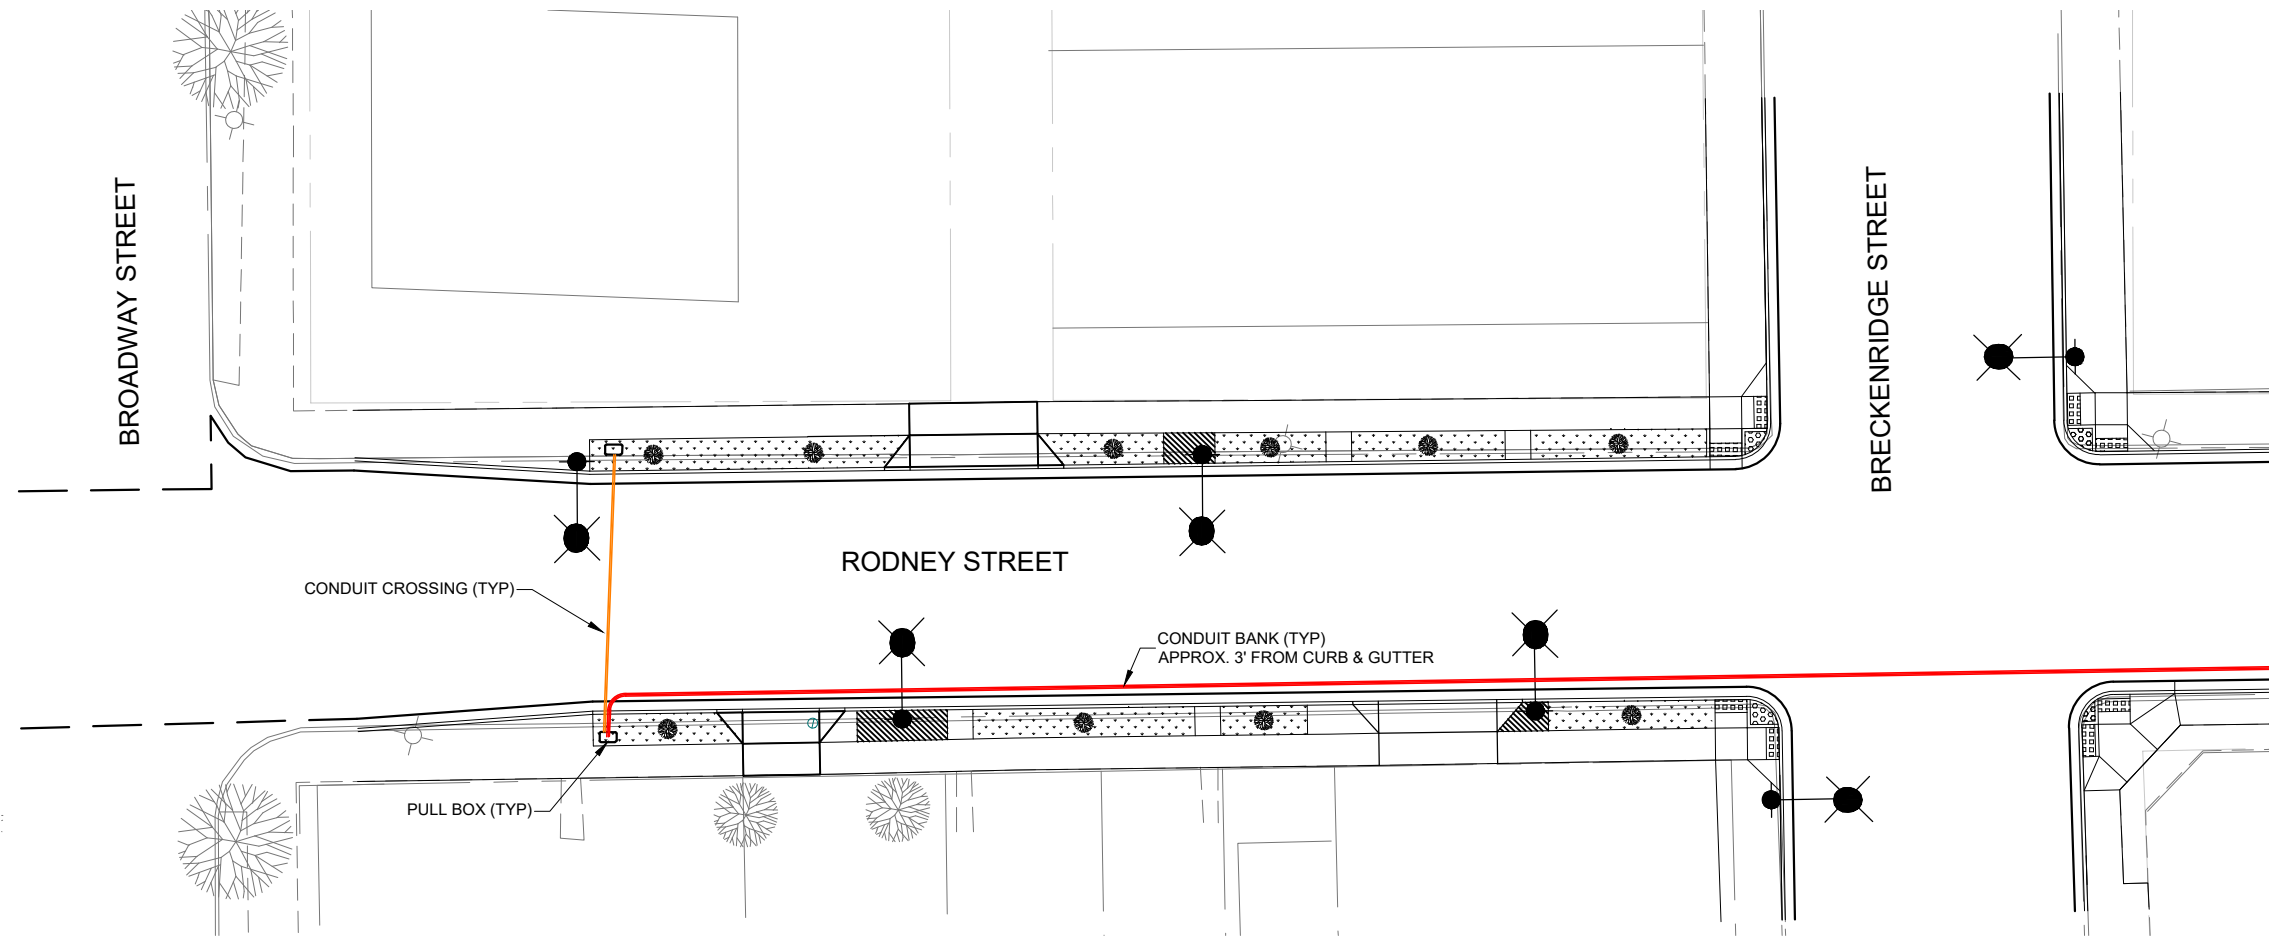 BROADWAY STREET
BRECKENRIDGE STREET
RODNEY STREET
CONDUIT CROSSING (TYP)
CONDUIT BANK (TYP)
APPROX. 3' FROM CURB & GUTTER
PULL BOX (TYP)